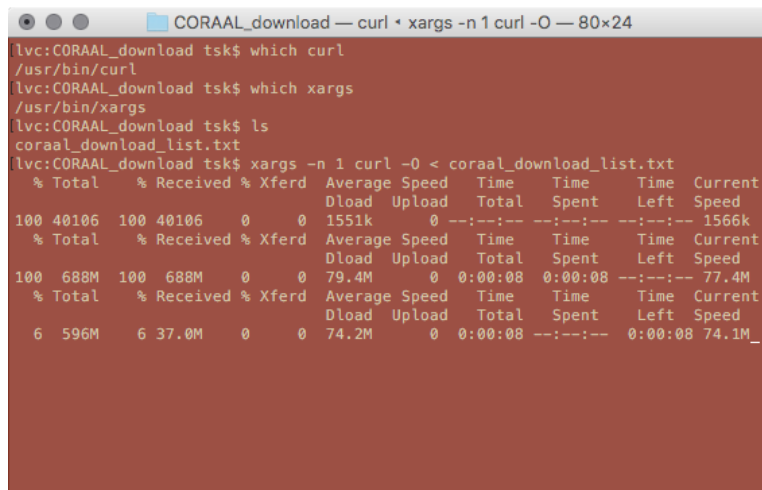 CORAAL_download — curl ◂ xargs -n 1 curl -O — 80×24
[lvc:CORAAL_download tsk$ which curl
/usr/bin/curl
[lvc:CORAAL_download tsk$ which xargs
/usr/bin/xargs
[lvc:CORAAL_download tsk$ ls
coraal_download_list.txt
[lvc:CORAAL_download tsk$ xargs -n 1 curl -O < coraal_download_list.txt
  % Total    % Received % Xferd  Average Speed   Time    Time     Time  Current
                                 Dload  Upload   Total   Spent    Left  Speed
100 40106  100 40106    0     0  1551k      0 --:--:-- --:--:-- --:--:-- 1566k
  % Total    % Received % Xferd  Average Speed   Time    Time     Time  Current
                                 Dload  Upload   Total   Spent    Left  Speed
100  688M  100  688M    0     0  79.4M      0  0:00:08  0:00:08 --:--:-- 77.4M
  % Total    % Received % Xferd  Average Speed   Time    Time     Time  Current
                                 Dload  Upload   Total   Spent    Left  Speed
  6  596M    6 37.0M    0     0  74.2M      0  0:00:08 --:--:--  0:00:08 74.1M